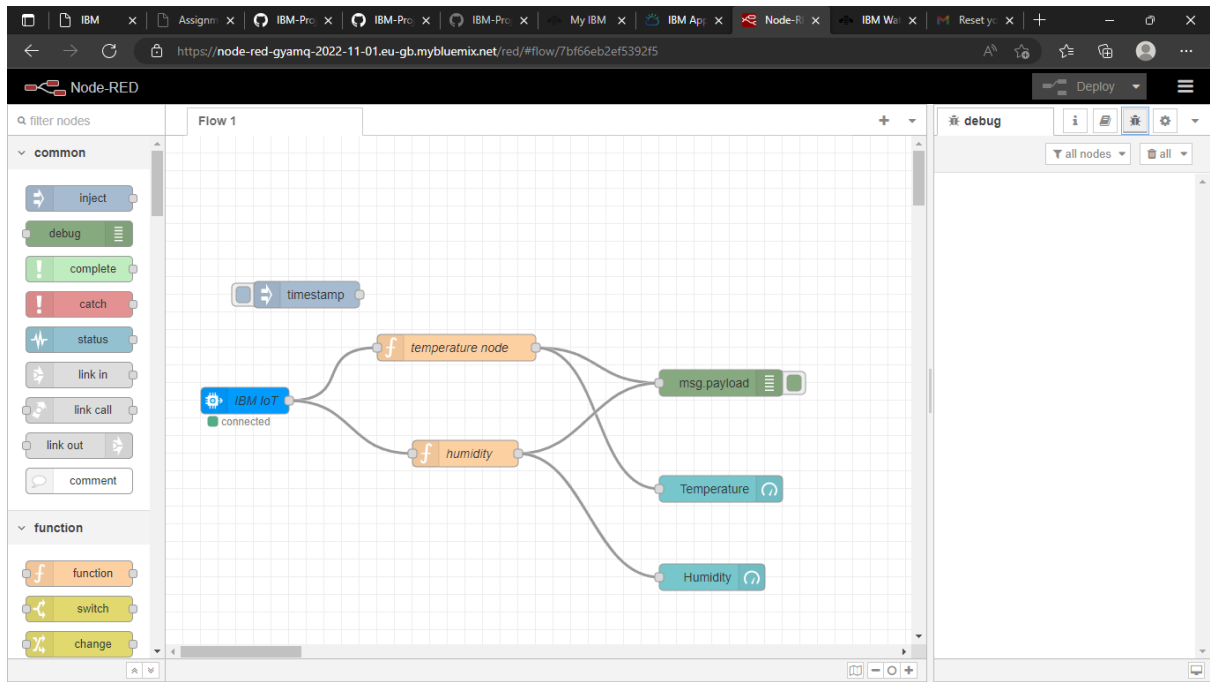 IBM
Assignm
IBM-Pro
IBM-Pro
IBM-Pro
My IBM
IBM App
Node-R
IBM Wat
Reset yo
https://node-red-gyamq-2022-11-01.eu-gb.mybluemix.net/red/#flow/7bf66eb2ef5392f5
Node-RED
Deploy
filter nodes
Flow 1
debug
i
all nodes
all
common
inject
debug
complete
catch
status
link in
link call
link out
comment
function
function
switch
change
timestamp
temperature node
IBM IoT
connected
humidity
msg.payload
Temperature
Humidity